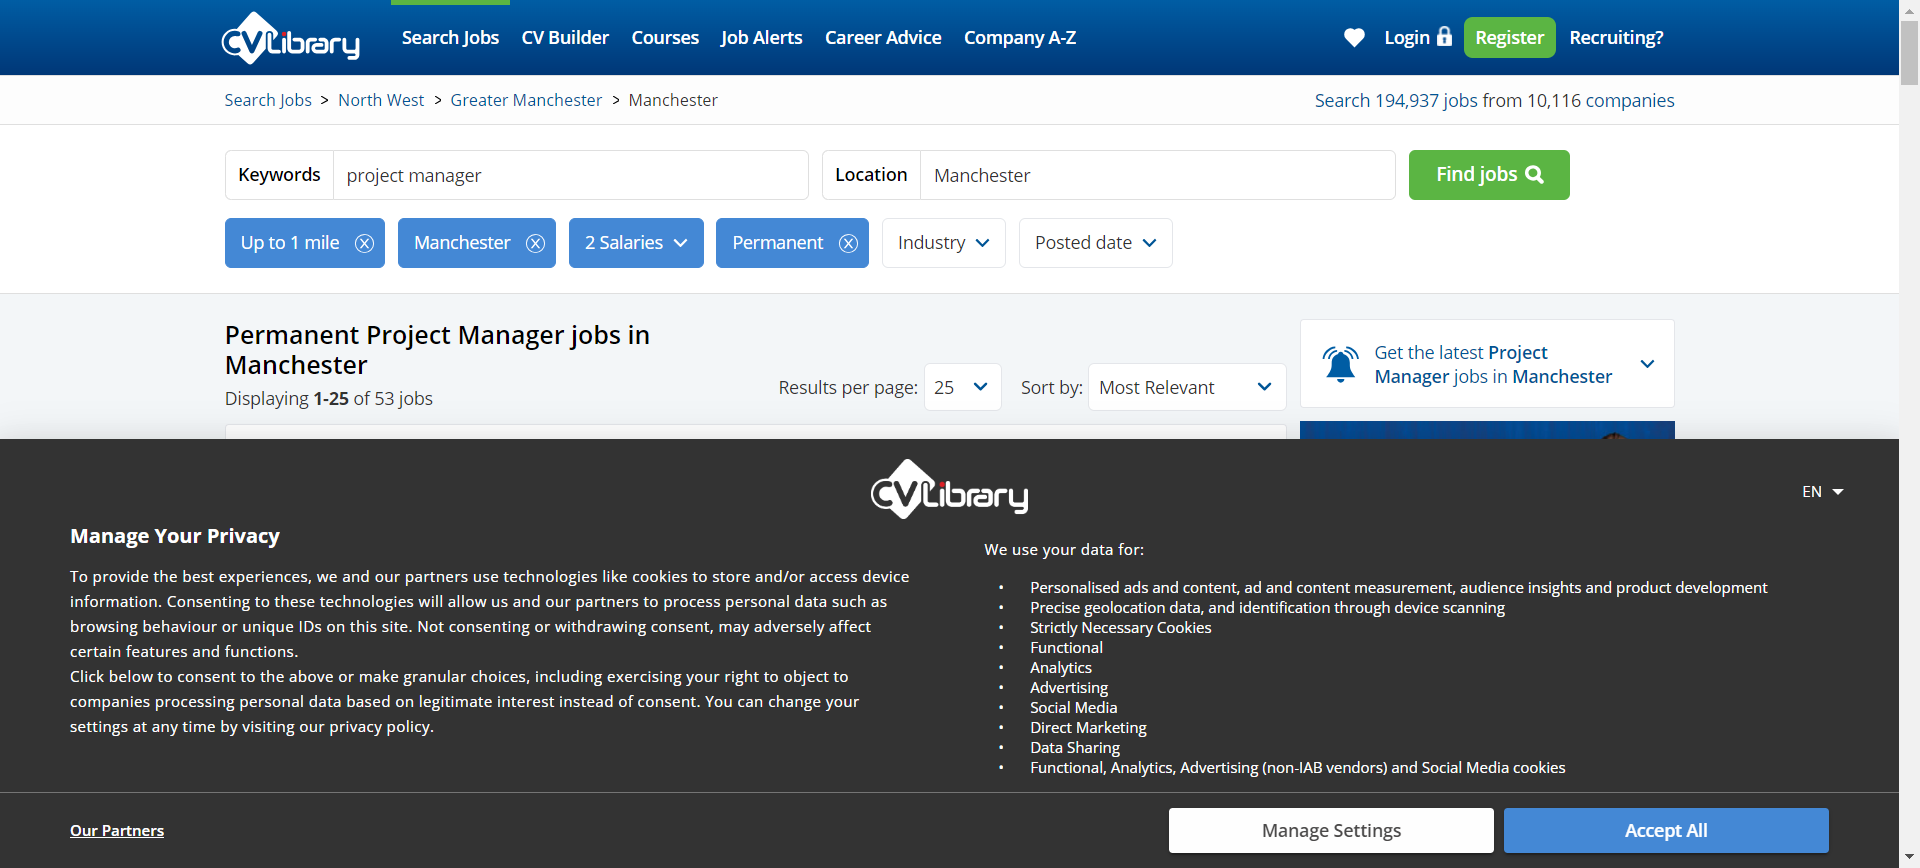 CVLibrary
Search Jobs CV Builder Courses Job Alerts Career Advice Company A-Z Login Register Recruiting?
Search Jobs > North West > Greater Manchester > Manchester
Search 194,937 jobs from 10,116 companies
Keywords project manager
Location Manchester
Find jobs
Up to 1 mile Manchester 2 Salaries Permanent Industry Posted date
Permanent Project Manager jobs in
Manchester
Displaying 1-25 of 53 jobs
Results per page: 25 Sort by: Most Relevant
Get the latest Project
Manager jobs in Manchester
CVLibrary
EN
Manage Your Privacy
To provide the best experiences, we and our partners use technologies like cookies to store and/or access device
information. Consenting to these technologies will allow us and our partners to process personal data such as
browsing behaviour or unique IDs on this site. Not consenting or withdrawing consent, may adversely affect
certain features and functions.
Click below to consent to the above or make granular choices, including exercising your right to object to
companies processing personal data based on legitimate interest instead of consent. You can change your
settings at any time by visiting our privacy policy.
We use your data for:
• Personalised ads and content, ad and content measurement, audience insights and product development
• Precise geolocation data, and identification through device scanning
• Strictly Necessary Cookies
• Functional
• Analytics
• Advertising
• Social Media
• Direct Marketing
• Data Sharing
• Functional, Analytics, Advertising (non-IAB vendors) and Social Media cookies
Our Partners
Manage Settings
Accept All